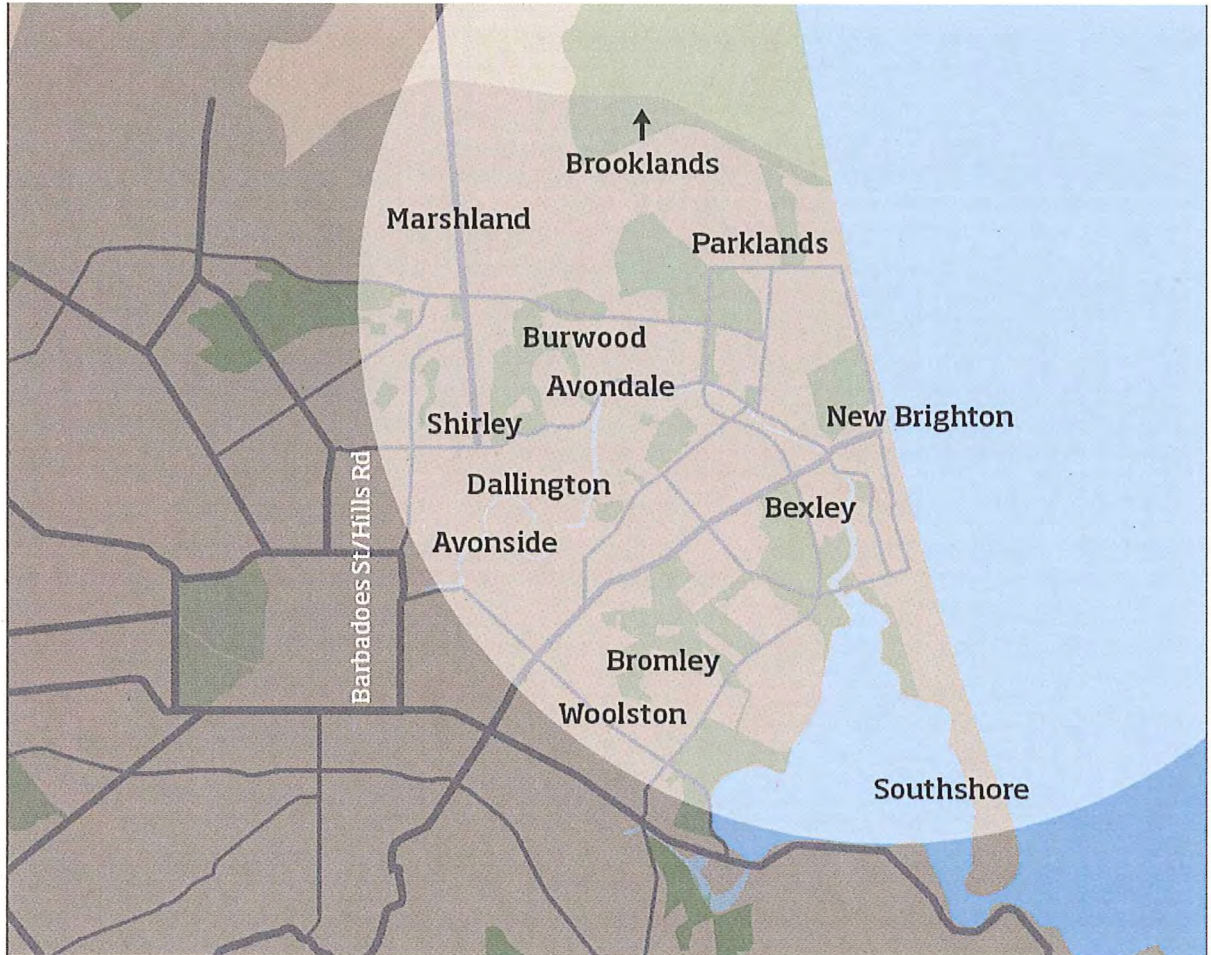 Brooklands
Marshland
Parklands
Burwood
Avondale
New Brighton
Shirley
Dallington
Bexley
Avonside
Barbadoes St/Hills Rd
Bromley
Woolston
Southshore